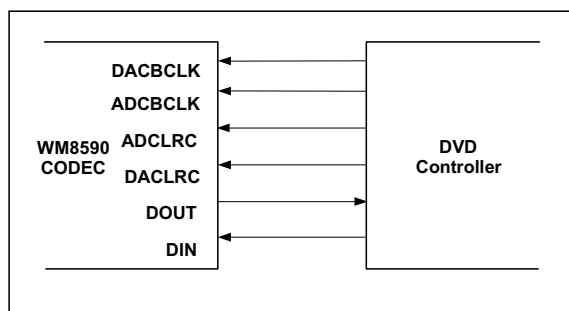 DACBCLK
ADCBCLK
ADCLRC
WM8590
CODEC
DACLRC
DOUT
DIN
DVD
Controller